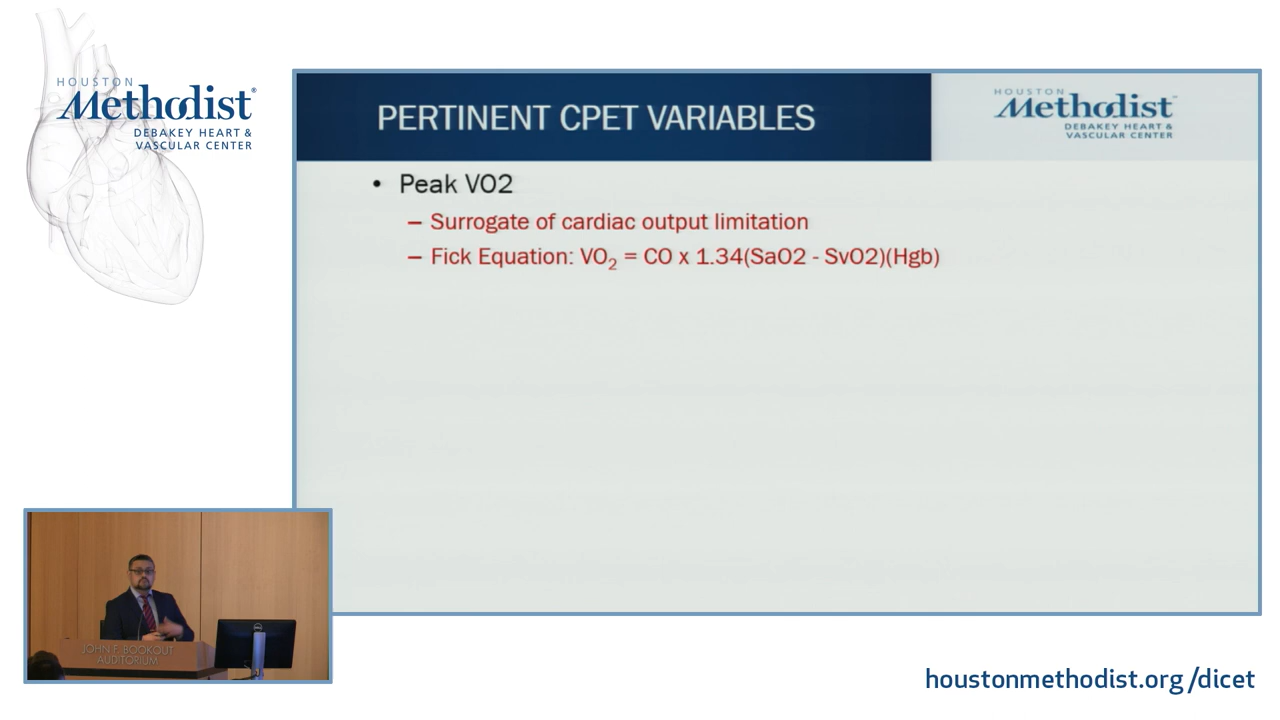 HOUSTON
Methodist®
DEBAKEY HEART &
VASCULAR CENTER
PERTINENT CPET VARIABLES
HOUSTON
Methodist
DEBAKEY HEART &
VASCULAR CENTER
• Peak VO2
– Surrogate of cardiac output limitation
– Fick Equation: VO₂ = CO x 1.34(SaO2 - SvO2)(Hgb)
JOHN F. BOOKOUT
AUDITORIUM
DELL
houstonmethodist.org/dicet